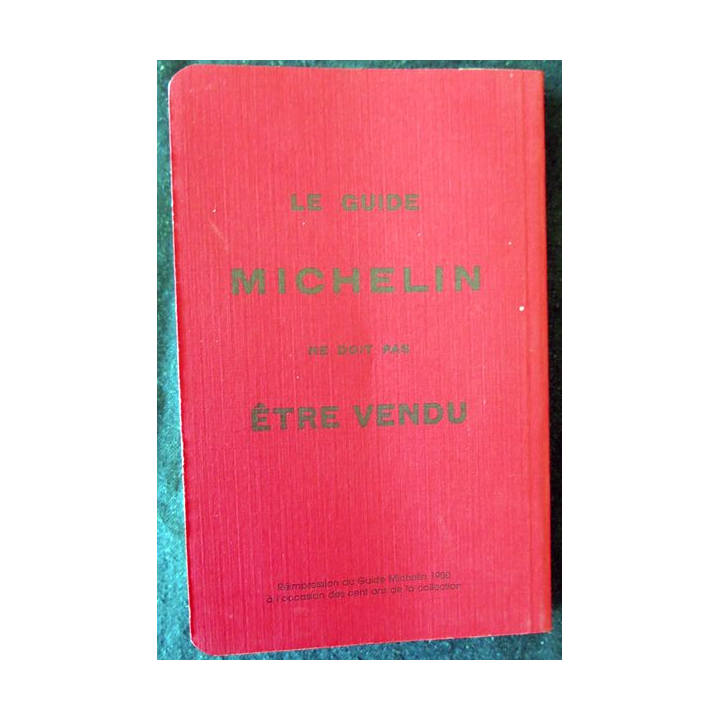 LE GUIDE
MICHELIN
NE DOIT PAS
ÊTRE VENDU
Réimpression du Guide Michelin 1900
à l'occasion des cent ans de la collection